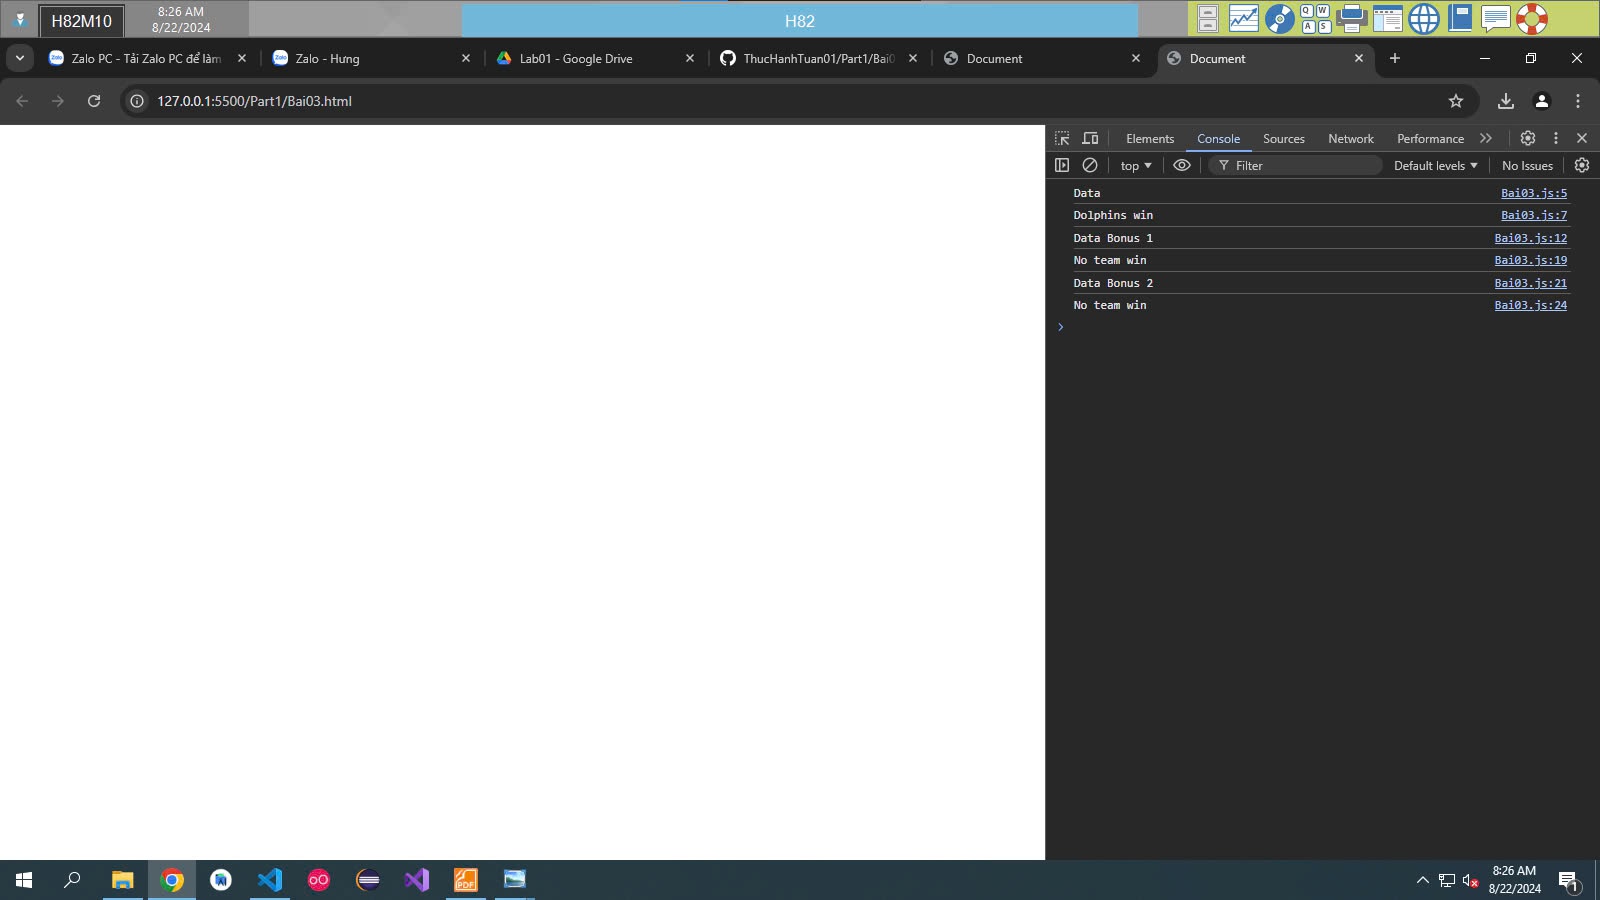 H82M10
8:26 AM
8/22/2024
H82
Q W
A S
Zalo PC - Tải Zalo PC để làm
Zalo - Hưng
Lab01 - Google Drive
ThucHanhTuan01/Part1/Bai0
Document
Document
127.0.0.1:5500/Part1/Bai03.html
Elements
Console
Sources
Network
Performance
top
Filter
Default levels
No Issues
Data Bai03.js:5
Dolphins win Bai03.js:7
Data Bonus 1 Bai03.js:12
No team win Bai03.js:19
Data Bonus 2 Bai03.js:21
No team win Bai03.js:24
PDF
8:26 AM
8/22/2024
1